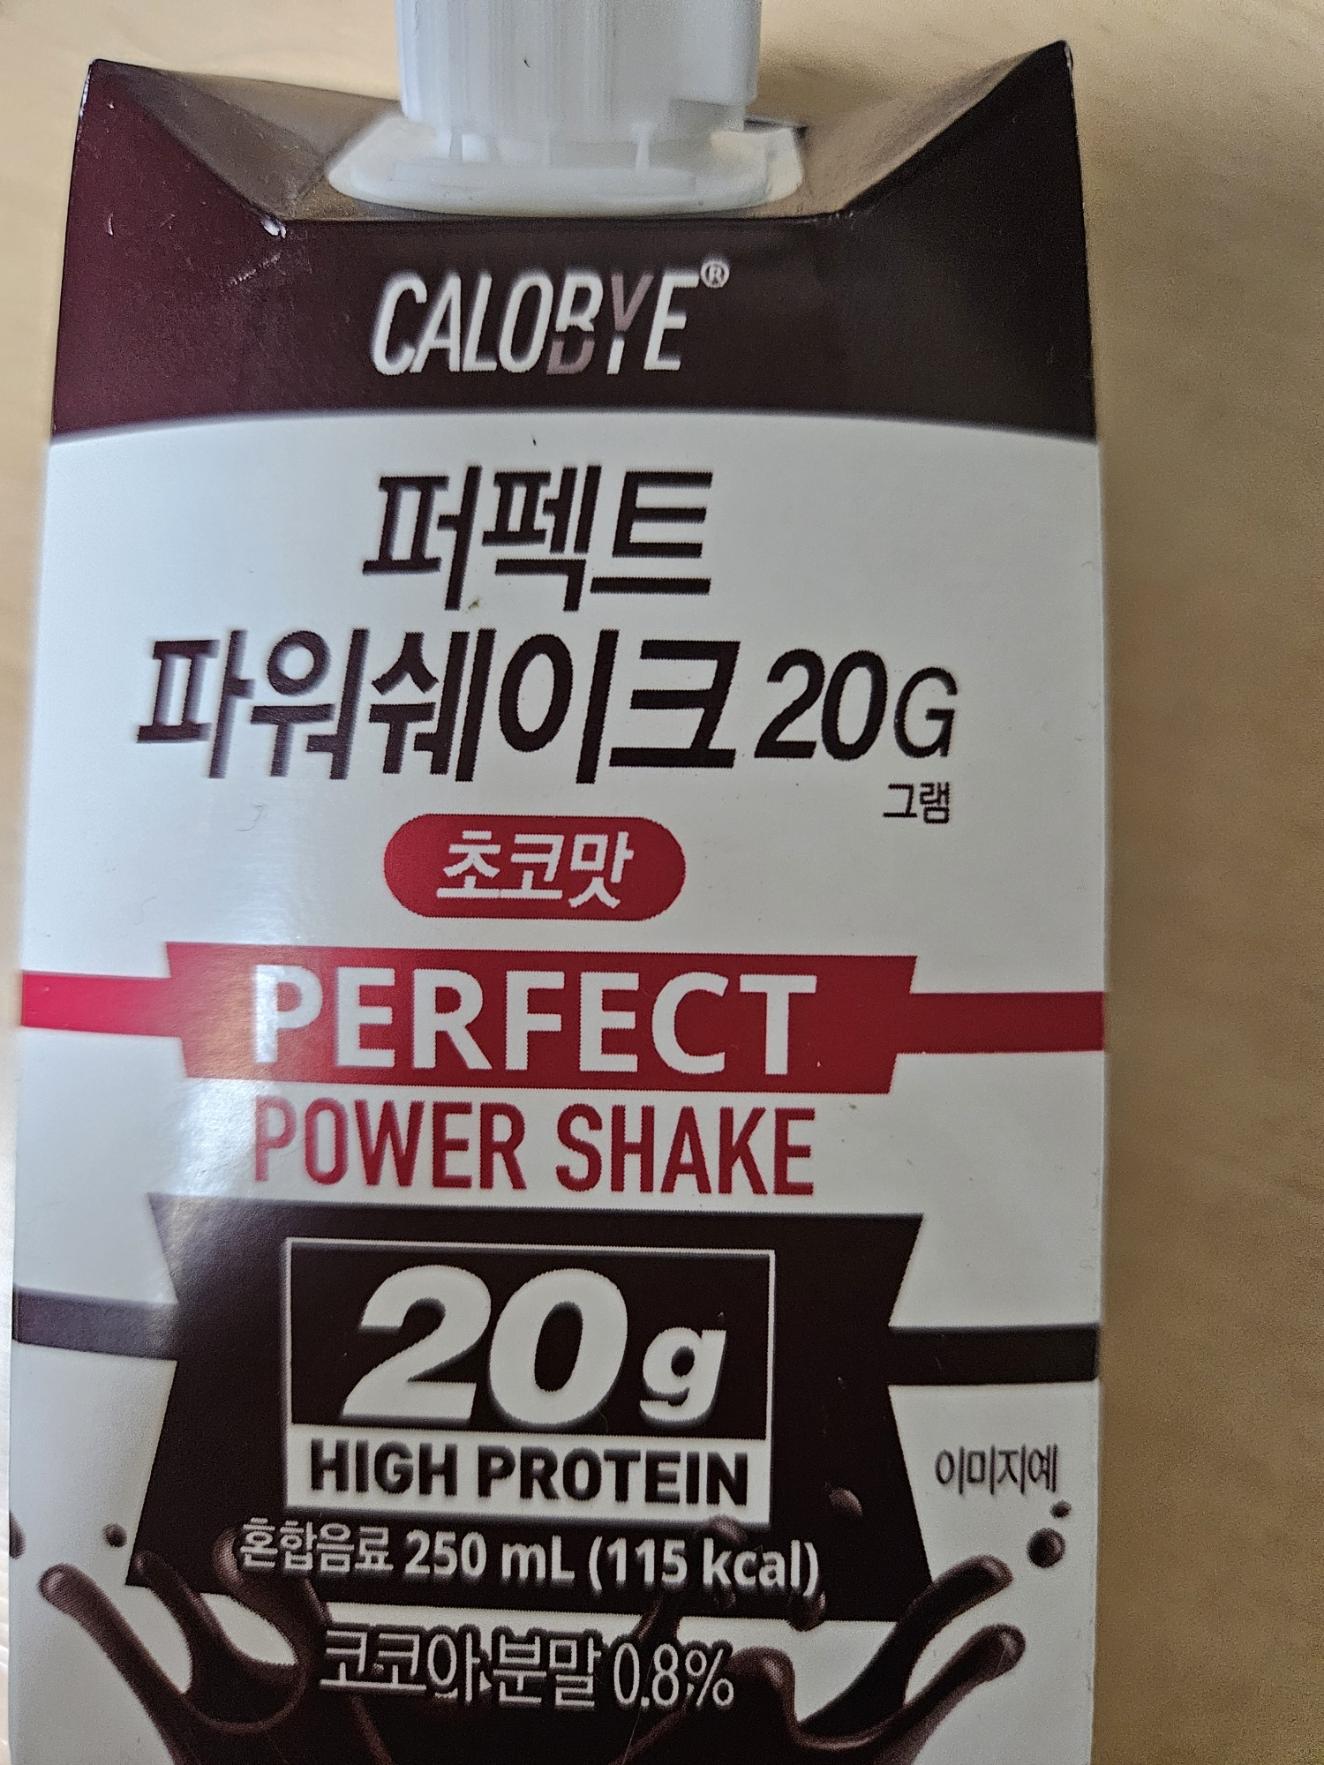 CALOBYE®
퍼펙트
파워쉐이크 20G
그램
초코맛
PERFECT
POWER SHAKE
20g
HIGH PROTEIN
이미지예
혼합음료 250 mL (115 kcal)
코코아분말 0.8%